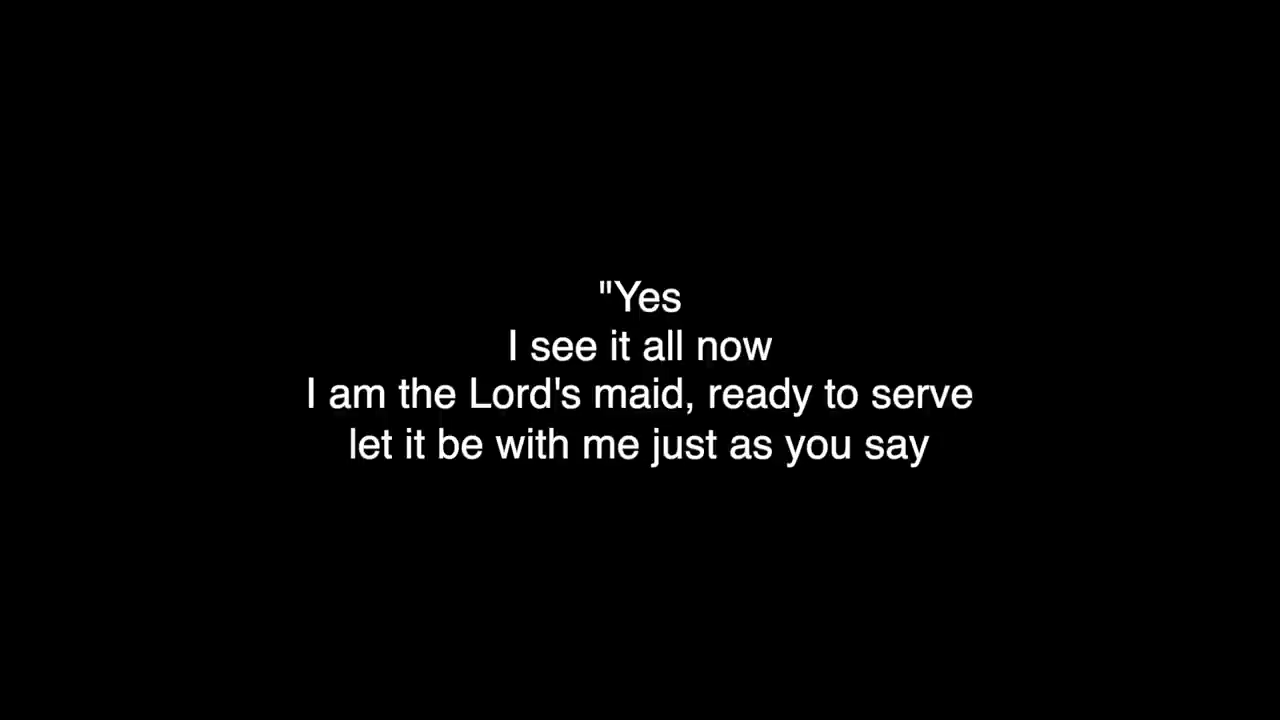 "Yes
I see it all now
I am the Lord's maid, ready to serve
let it be with me just as you say